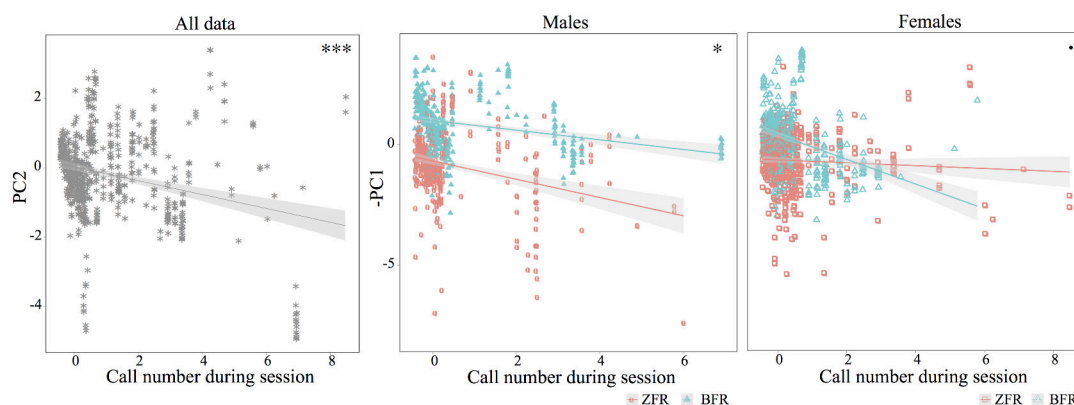 All data
***
PC2
2
0
-2
-4
0 2 4 6 8
Call number during session
Males
*
PC1
0
-5
0 2 4 6
Call number during session
ZFR BFR
Females
•
0 2 4 6 8
Call number during session
ZFR BFR